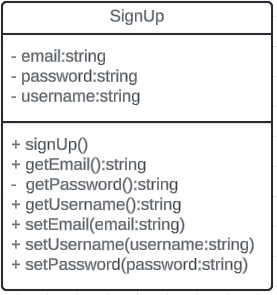 SignUp
- email:string
- password:string
- username:string
+ signUp()
+ getEmail():string
- getPassword():string
+ getUsername():string
+ setEmail(email:string)
+ setUsername(username:string)
+ setPassword(password:string)